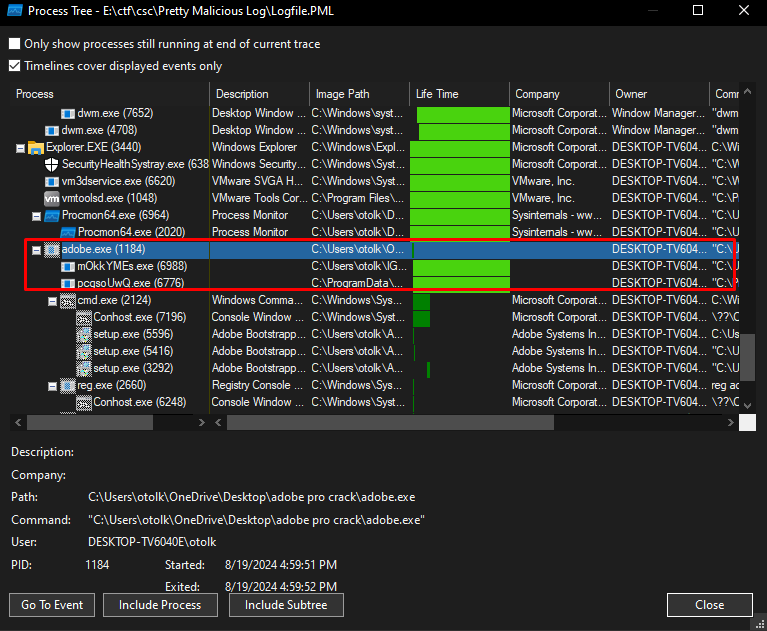 Process Tree - E:\ctf\csc\Pretty Malicious Log\Logfile.PML
Only show processes still running at end of current trace
Timelines cover displayed events only
Process Description Image Path Life Time Company Owner Comm
dwm.exe (7652) Desktop Window ... C:\Windows\syst... Microsoft Corporat... Window Manager... "dwm
dwm.exe (4708) Desktop Window ... C:\Windows\syst... Microsoft Corporat... Window Manager... "dwm
Explorer.EXE (3440) Windows Explorer C:\Windows\Expl... Microsoft Corporat... DESKTOP-TV604... C:\Wi
SecurityHealthSystray.exe (638 Windows Security... C:\Windows\Syst... Microsoft Corporat... DESKTOP-TV604... "C:\W
vm3dservice.exe (6620) VMware SVGA H... C:\Windows\Syst... VMware, Inc. DESKTOP-TV604... "C:\W
vm vmtoolsd.exe (1048) VMware Tools Cor... C:\Program Files\... VMware, Inc. DESKTOP-TV604... "C:\P
Procmon64.exe (6964) Process Monitor C:\Users\otolk\D... Sysinternals - ww... DESKTOP-TV604... "C:\U
Procmon64.exe (2020) Process Monitor C:\Users\otolk\D... Sysinternals - ww... DESKTOP-TV604... "C:\U
adobe.exe (1184) C:\Users\otolk\O... DESKTOP-TV604... "C:\U
mOkkYMEs.exe (6988) C:\Users\otolk\IG... DESKTOP-TV604... "C:\U
pcqsoUwQ.exe (6776) C:\ProgramData\... DESKTOP-TV604... "C:\P
cmd.exe (2124) Windows Comma... C:\Windows\Sys... Microsoft Corporat... DESKTOP-TV604... C:\Wi
Conhost.exe (7196) Console Window ... C:\Windows\Syst... Microsoft Corporat... DESKTOP-TV604... \??\C
setup.exe (5596) Adobe Bootstrapp... C:\Users\otolk\A... Adobe Systems In... DESKTOP-TV604... C:\Us
setup.exe (5416) Adobe Bootstrapp... C:\Users\otolk\A... Adobe Systems In... DESKTOP-TV604... "C:\U
setup.exe (3292) Adobe Bootstrapp... C:\Users\otolk\A... Adobe Systems In... DESKTOP-TV604... "C:\U
reg.exe (2660) Registry Console ... C:\Windows\Sys... Microsoft Corporat... DESKTOP-TV604... reg ad
Conhost.exe (6248) Console Window ... C:\Windows\Syst... Microsoft Corporat... DESKTOP-TV604... \??\C
Description:
Company:
Path: C:\Users\otolk\OneDrive\Desktop\adobe pro crack\adobe.exe
Command: "C:\Users\otolk\OneDrive\Desktop\adobe pro crack\adobe.exe"
User: DESKTOP-TV6040E\otolk
PID: 1184 Started: 8/19/2024 4:59:51 PM
Exited: 8/19/2024 4:59:52 PM
Go To Event Include Process Include Subtree Close